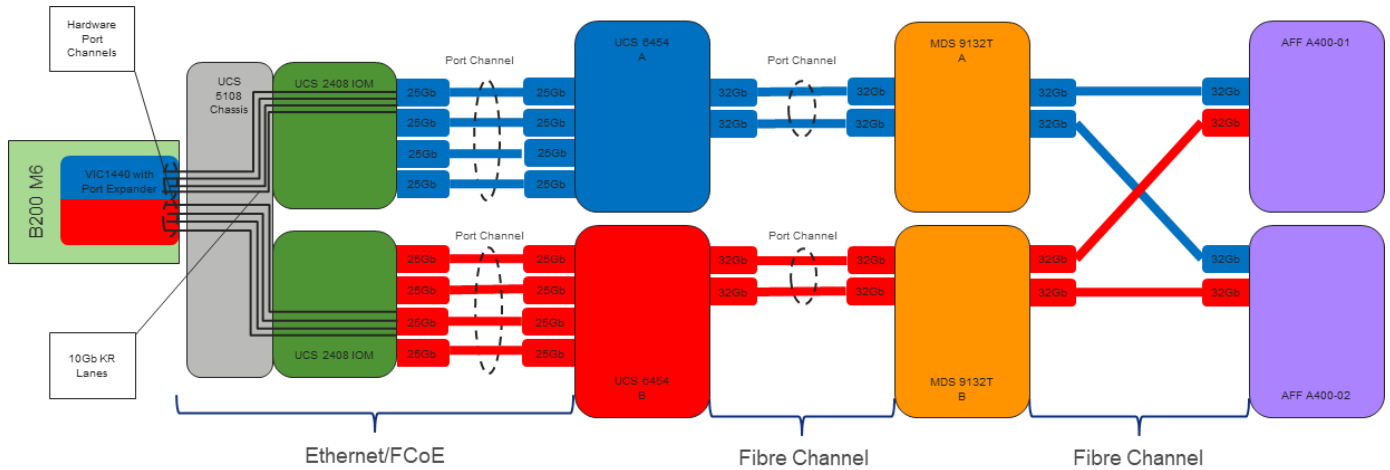 Hardware
Port
Channels
B200 M6
VIC1440 with
Port Expander
10Gb KR
Lanes
UCS
5108
Chassis
UCS 2408 IOM
25Gb
25Gb
25Gb
25Gb
Port Channel
25Gb
25Gb
25Gb
25Gb
UCS 6454
A
32Gb
32Gb
Port Channel
32Gb
32Gb
MDS 9132T
A
32Gb
32Gb
32Gb
32Gb
AFF A400-01
UCS 2408 IOM
25Gb
25Gb
25Gb
25Gb
Port Channel
25Gb
25Gb
25Gb
25Gb
UCS 6454
B
32Gb
32Gb
Port Channel
32Gb
32Gb
MDS 9132T
B
32Gb
32Gb
32Gb
32Gb
AFF A400-02
Ethernet/FCoE
Fibre Channel
Fibre Channel